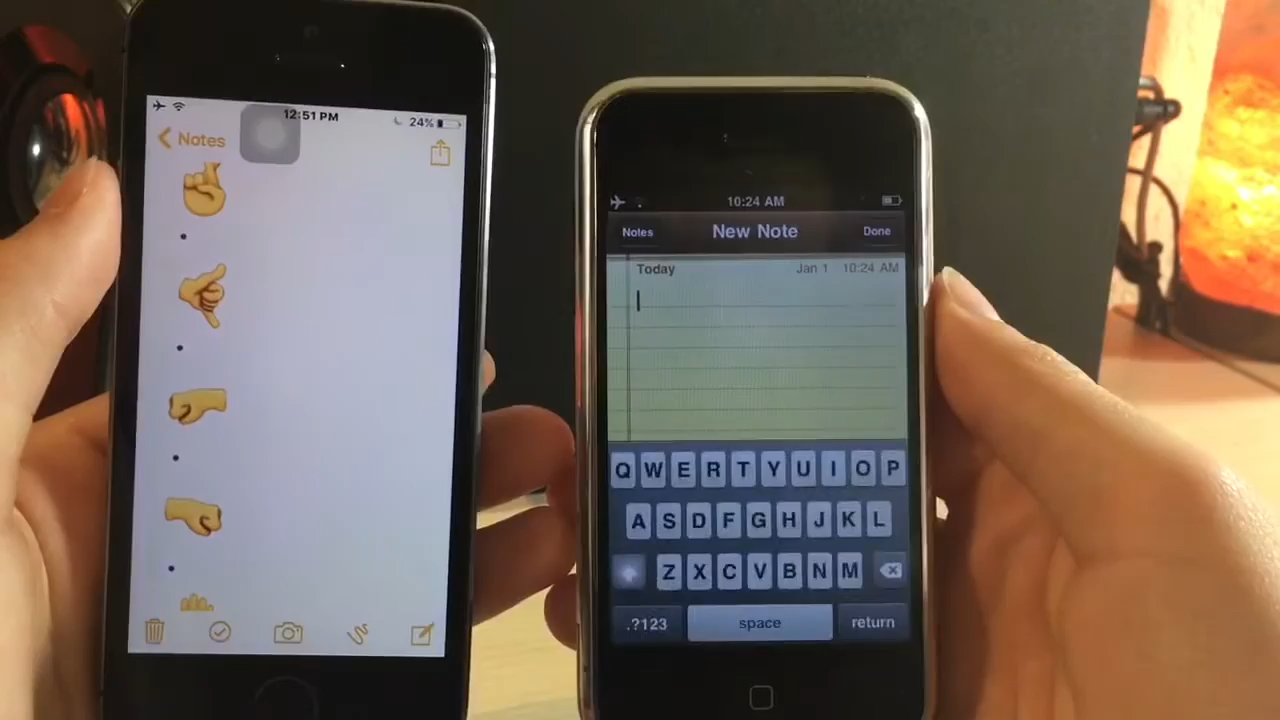 12:51 PM
24%
Notes
10:24 AM
Notes
New Note
Done
Today
Jan 1 10:24 AM
Q W E R T Y U I O P
A S D F G H J K L
Z X C V B N M
.?123
space
return